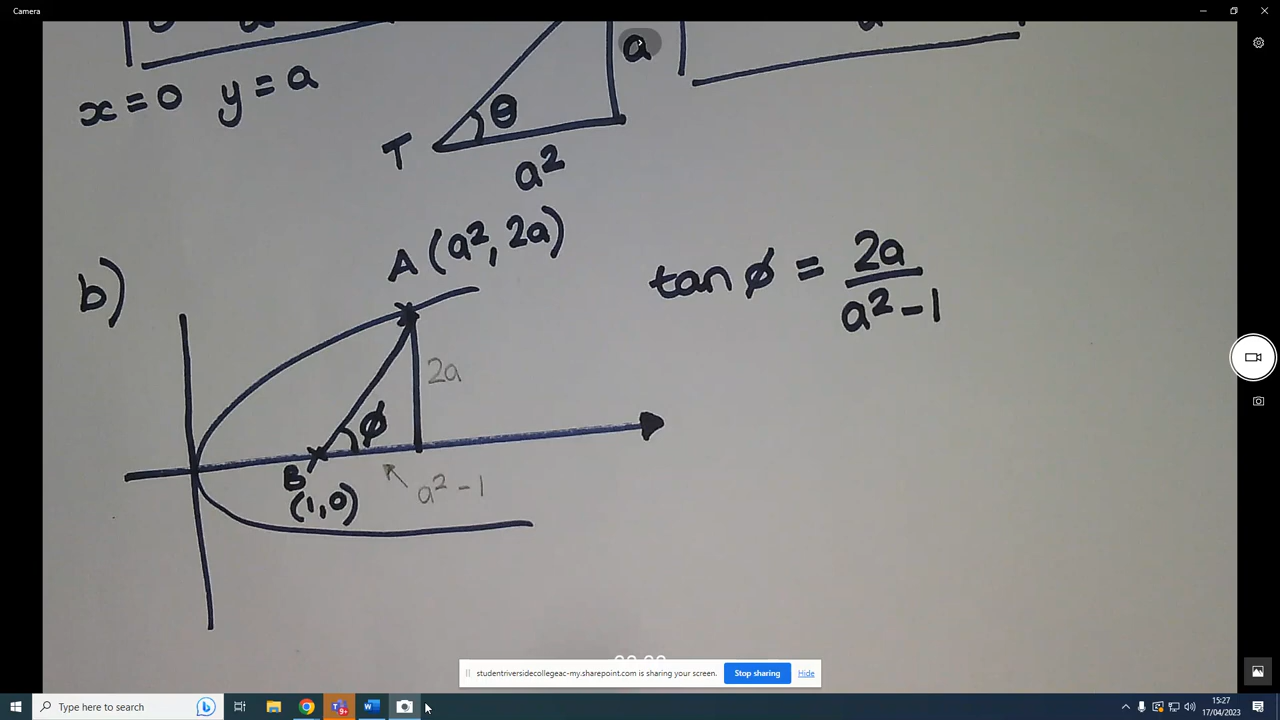 Camera
a
x=0 y=a
θ
T
a²
A (a², 2a)
b)
tan ϕ = 2a
a²-1
2a
ϕ
B
(1,0)
a²-1
studentriversidecollegeac-my.sharepoint.com is sharing your screen.
Stop sharing
Hide
Type here to search
15:27
17/04/2023